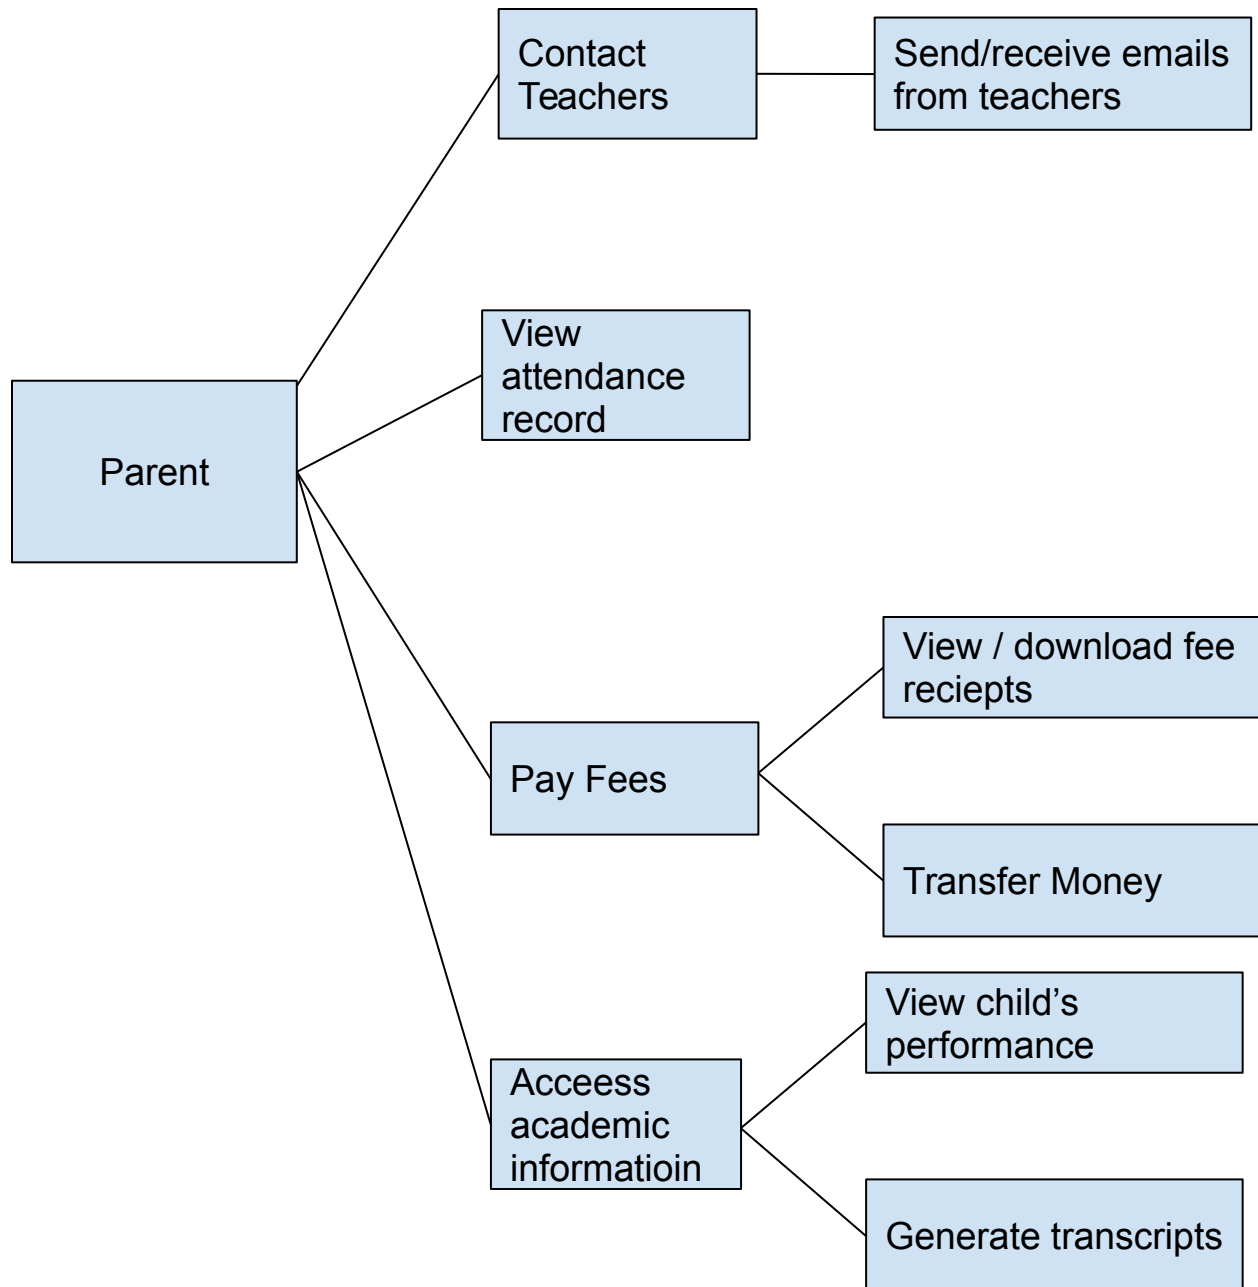 Contact
Teachers
Send/receive emails
from teachers
View
attendance
record
Parent
View / download fee
reciepts
Pay Fees
Transfer Money
View child’s
performance
Acceess
academic
informatioin
Generate transcripts